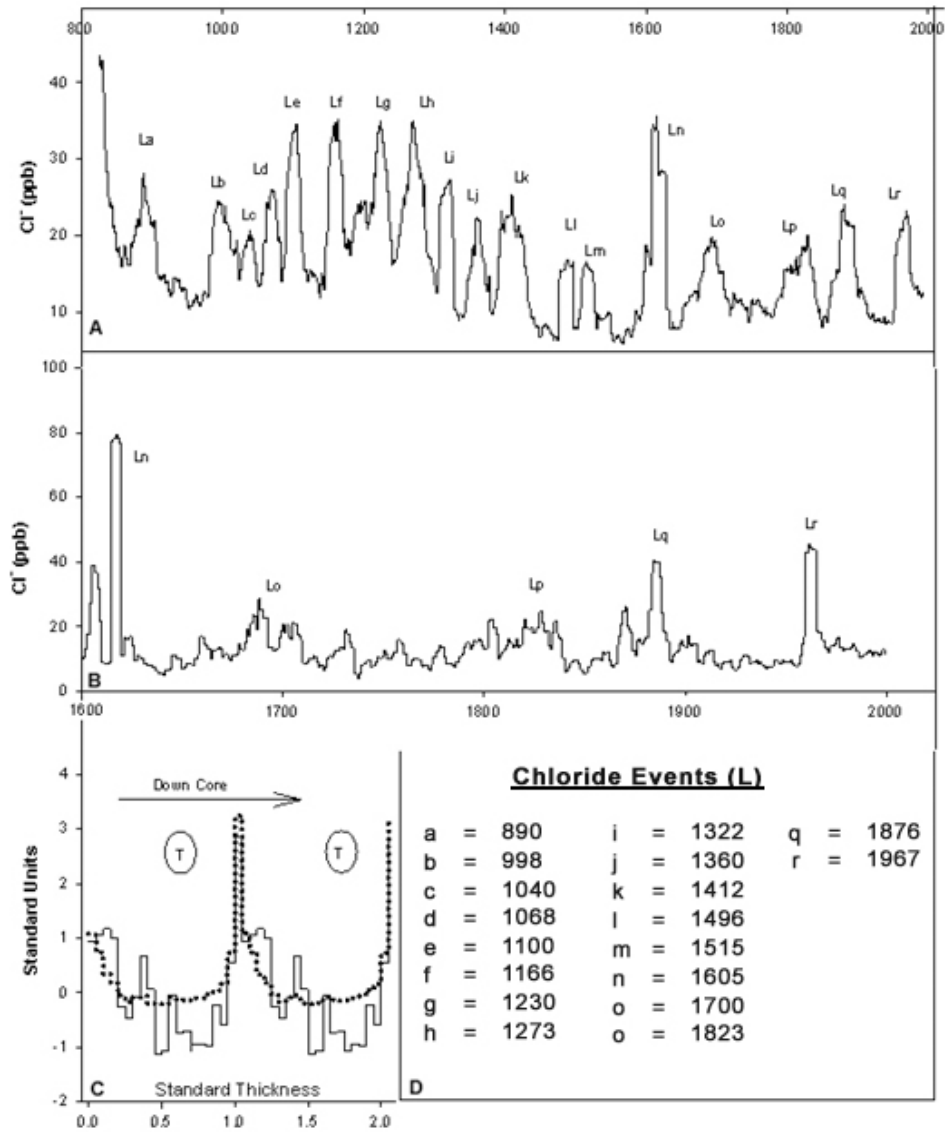 800 1000 1200 1400 1600 1800 2000
40
30
20
10
Cl⁻ (ppb)
La
Lb
Lc
Ld
Le
Lf
Lg
Lh
Li
Lj
Lk
Ll
Lm
Ln
Lo
Lp
Lq
Lr
A
100
80
60
40
20
0
Cl⁻ (ppb)
Ln
Lo
Lp
Lq
Lr
B
1600 1700 1800 1900 2000
4
3
2
1
0
-1
-2
Standard Units
Down Core
T T
C
Standard Thickness
0.0 0.5 1.0 1.5 2.0
Chloride Events (L)
a = 890 i = 1322 q = 1876
b = 998 j = 1360 r = 1967
c = 1040 k = 1412
d = 1068 l = 1496
e = 1100 m = 1515
f = 1166 n = 1605
g = 1230 o = 1700
h = 1273 o = 1823
D